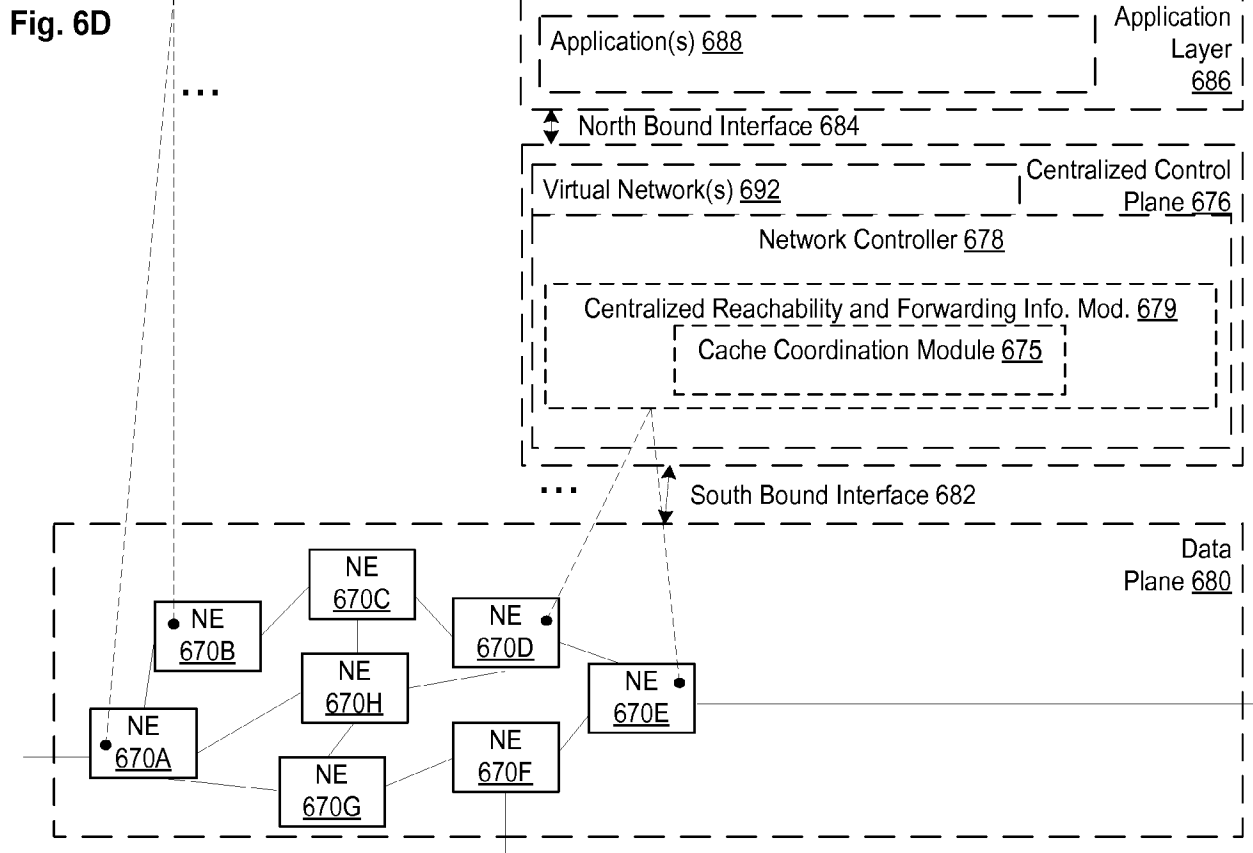 Fig. 6D
Application
Layer
686
Application(s) 688
...
North Bound Interface 684
Centralized Control
Plane 676
Virtual Network(s) 692
Network Controller 678
Centralized Reachability and Forwarding Info. Mod. 679
Cache Coordination Module 675
...
South Bound Interface 682
Data
Plane 680
NE
670C
NE
670B
NE
670D
NE
670H
NE
670E
NE
670A
NE
670F
NE
670G